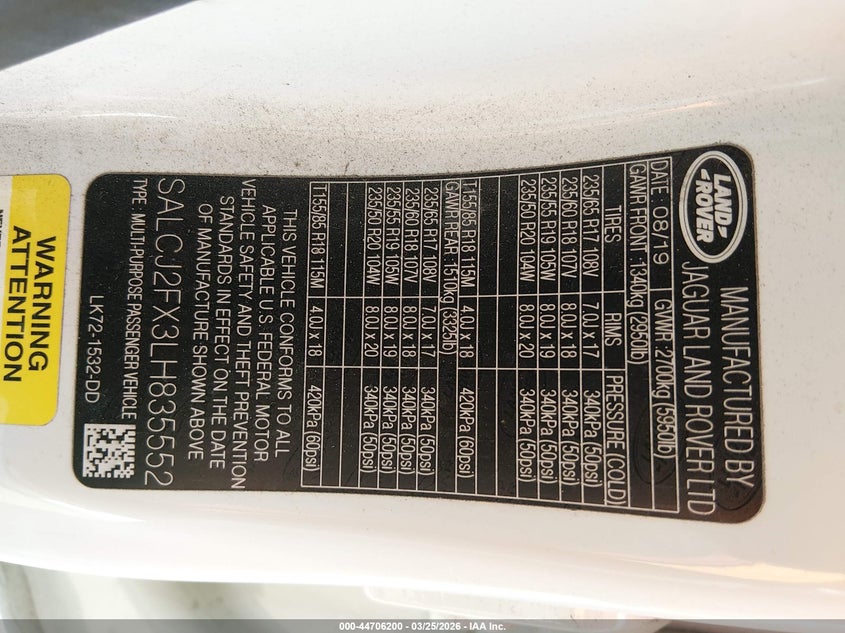 LAND
ROVER
MANUFACTURED BY
JAGUAR LAND ROVER LTD
DATE: 08/19 GVWR :2700kg (5950lb)
GAWR FRONT: 1340kg (2960lb)
TIRES RIMS PRESSURE (COLD)
235/65 R17 108V 7.0J x 17 340kPa (50psi)
235/60 R18 107V 8.0J x 18 340kPa (50psi)
235/55 R19 105W 8.0J x 19 340kPa (50psi)
235/50 R20 104W 8.0J x 20 340kPa (50psi)
T155/85 R18 115M 4.0J x 18 420kPa (60psi)
GAWR REAR: 1510kg (3325lb)
235/65 R17 108V 7.0J x 17 340kPa (50psi)
235/60 R18 107V 8.0J x 18 340kPa (50psi)
235/55 R19 105W 8.0J x 19 340kPa (50psi)
235/50 R20 104W 8.0J x 20 340kPa (50psi)
T155/85 R18 115M 4.0J x 18 420kPa (60psi)
THIS VEHICLE CONFORMS TO ALL
APPLICABLE U.S. FEDERAL MOTOR
VEHICLE SAFETY AND THEFT PREVENTION
STANDARDS IN EFFECT ON THE DATE
OF MANUFACTURE SHOWN ABOVE
SALCJ2FX3LH835552
TYPE : MULTI-PURPOSE PASSENGER VEHICLE
LK72-1532-DD
WARNING
ATTENTION
000-44706200 - 03/25/2026 - IAA Inc.